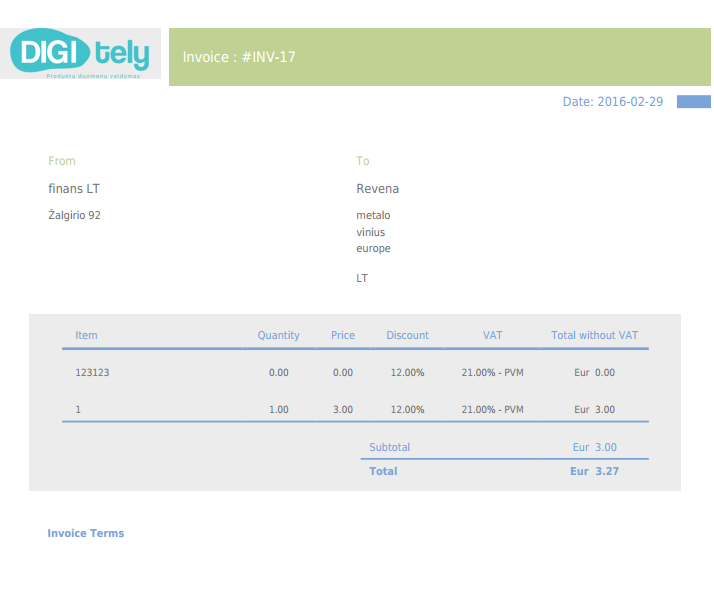 DIGI tely
Produktu duomenu valdymas
Invoice : #INV-17
Date: 2016-02-29
From
To
finans LT
Revena
Žalgirio 92
metalo
vinius
europe
LT
Item Quantity Price Discount VAT Total without VAT
123123 0.00 0.00 12.00% 21.00% - PVM Eur 0.00
1 1.00 3.00 12.00% 21.00% - PVM Eur 3.00
Subtotal Eur 3.00
Total Eur 3.27
Invoice Terms